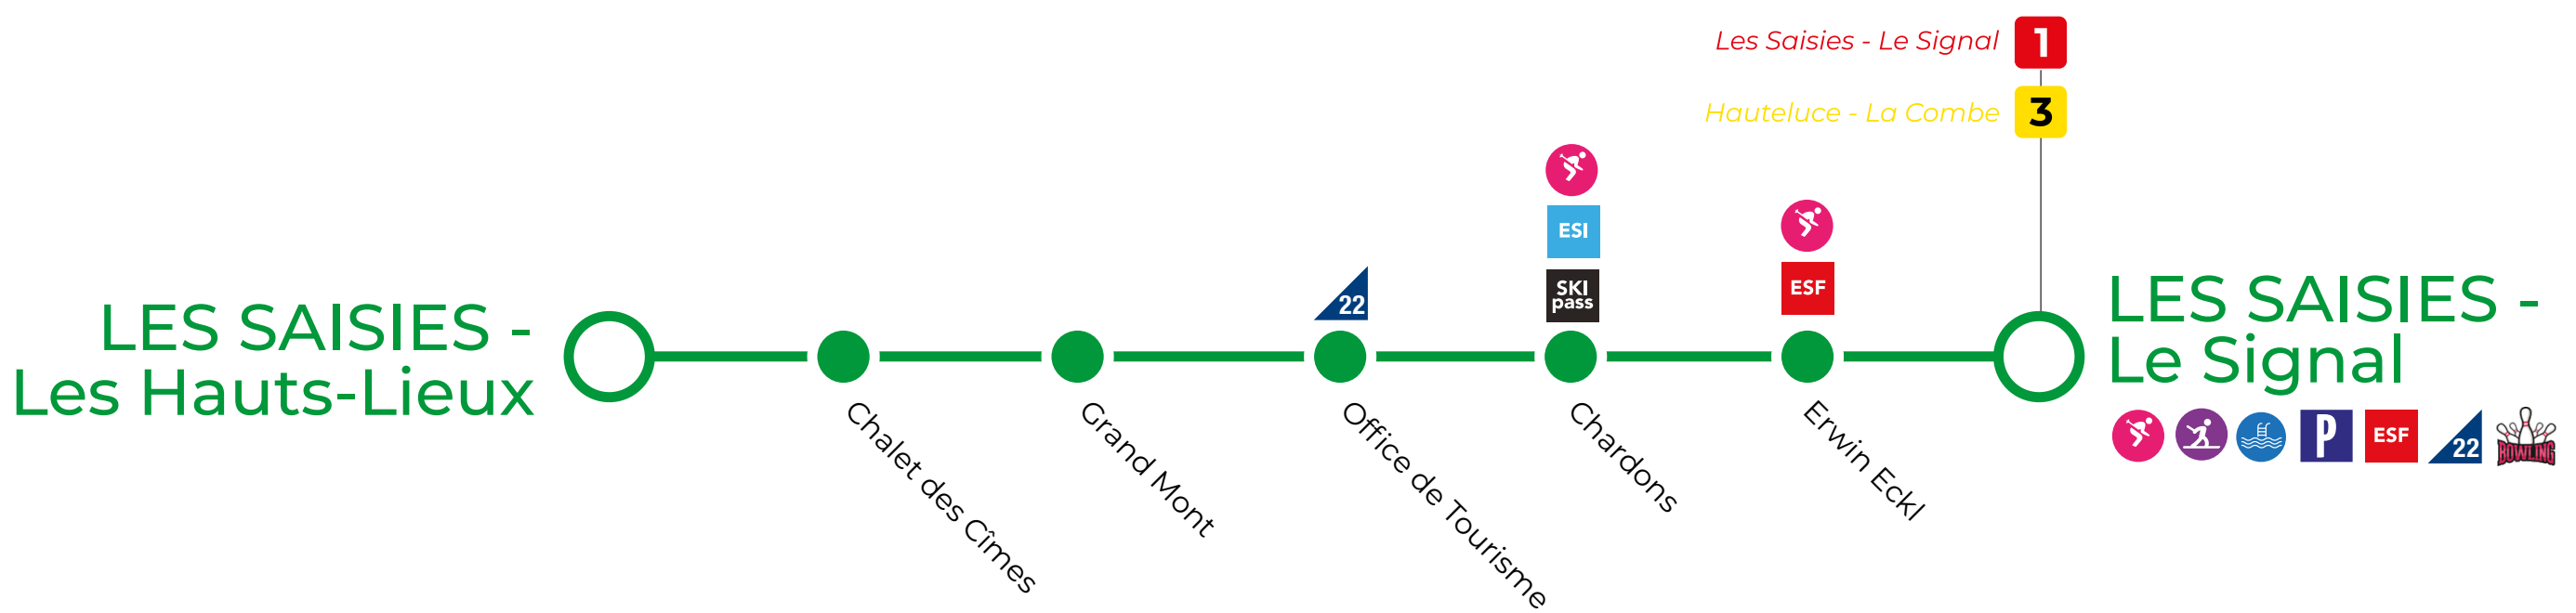 Les Saisies - Le Signal
1
Hauteluce - La Combe
3
ESI
SKI
pass
ESF
22
LES SAISIES -
Les Hauts-Lieux
LES SAISIES -
Le Signal
P
ESF
22
BOWLING
Chalet des Cîmes
Grand Mont
Office de Tourisme
Chardons
Erwin Eckl